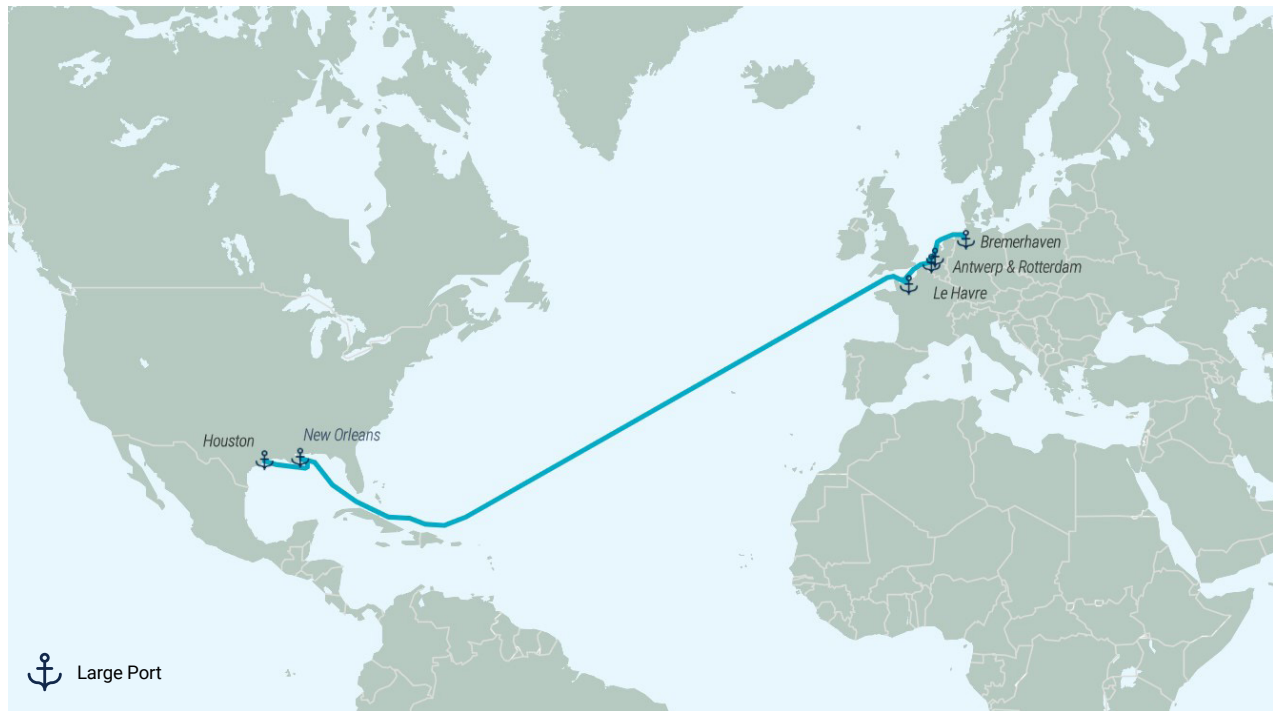 Bremerhaven
Antwerp & Rotterdam
Le Havre
New Orleans
Houston
Large Port